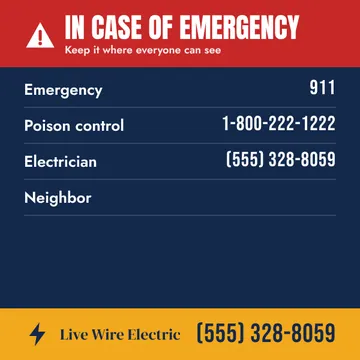 IN CASE OF EMERGENCY
Keep it where everyone can see
Emergency 911
Poison control 1-800-222-1222
Electrician (555) 328-8059
Neighbor
Live Wire Electric (555) 328-8059